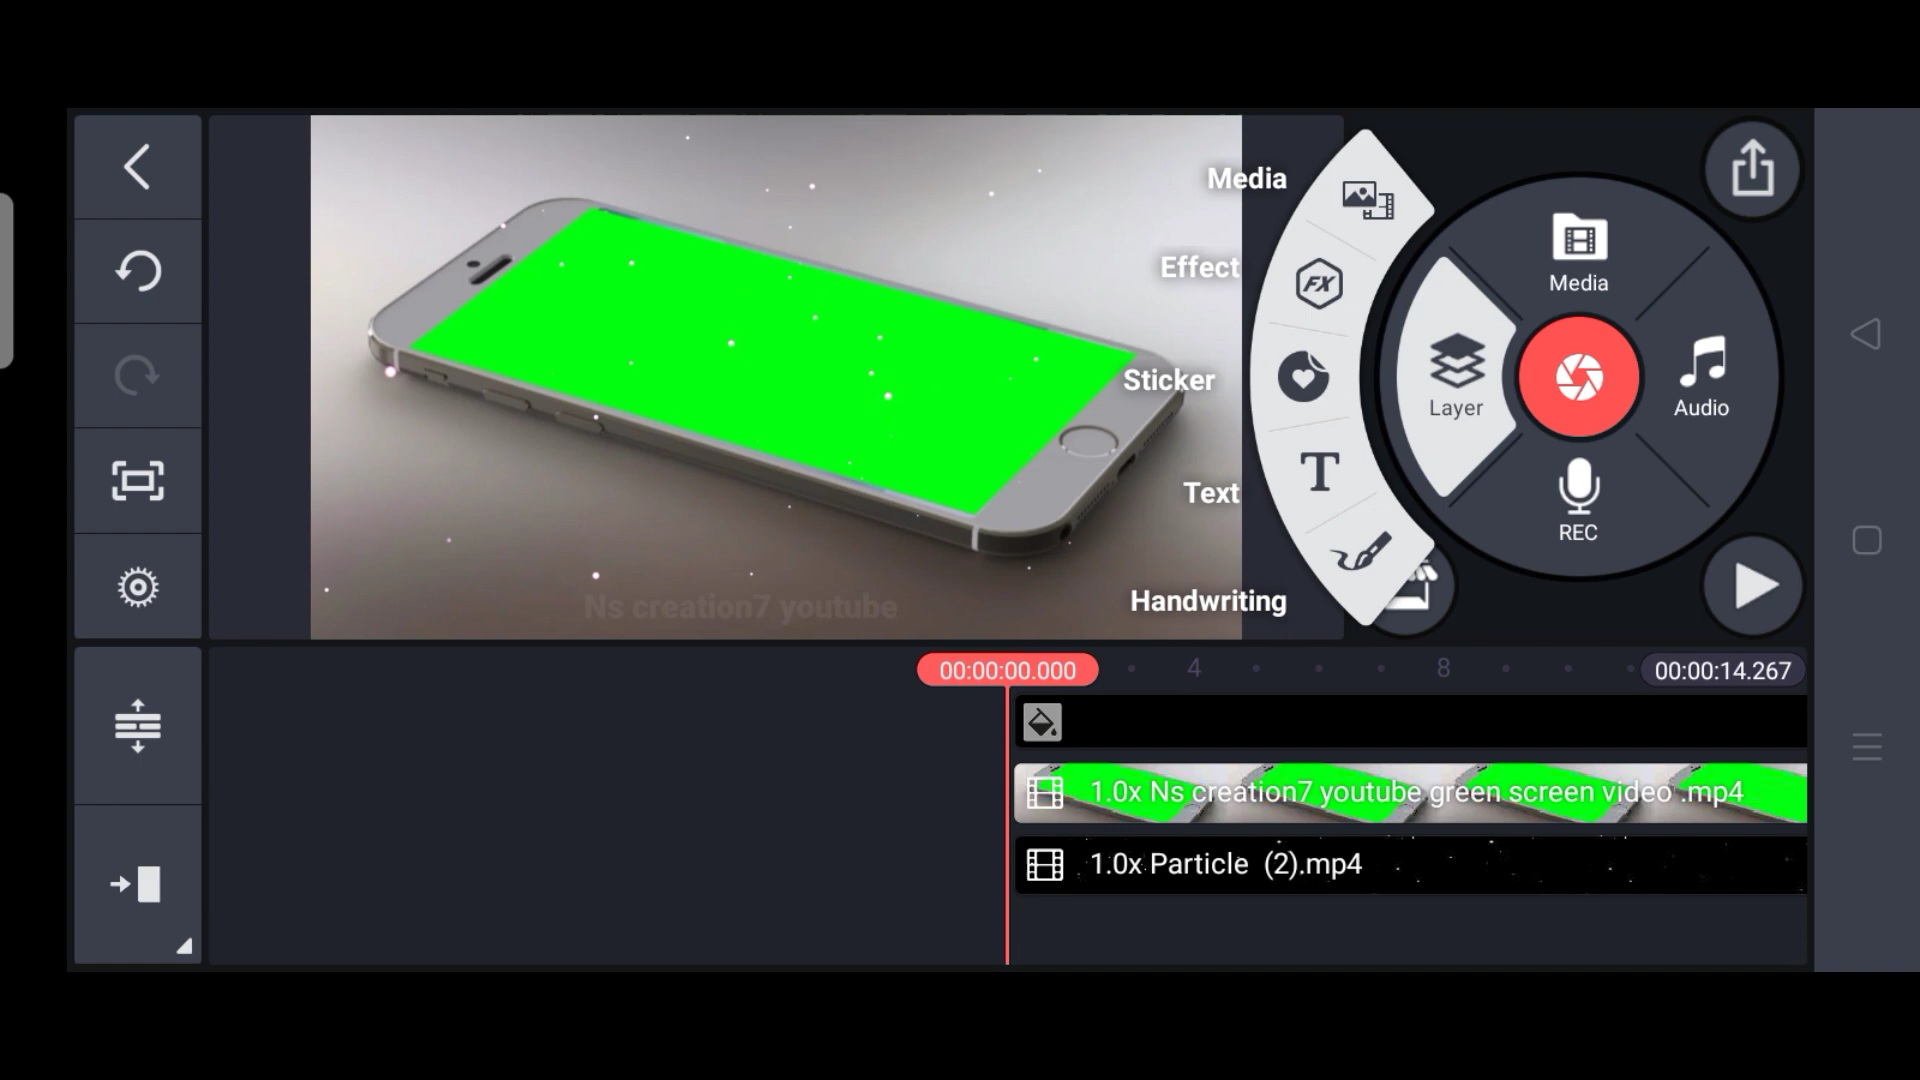 Media
Effect
Sticker
Text
Handwriting
FX
T
Media
Layer
Audio
REC
Ns creation7 youtube
00:00:00.000
4
8
00:00:14.267
1.0x Ns creation7 youtube green screen video .mp4
1.0x Particle (2).mp4